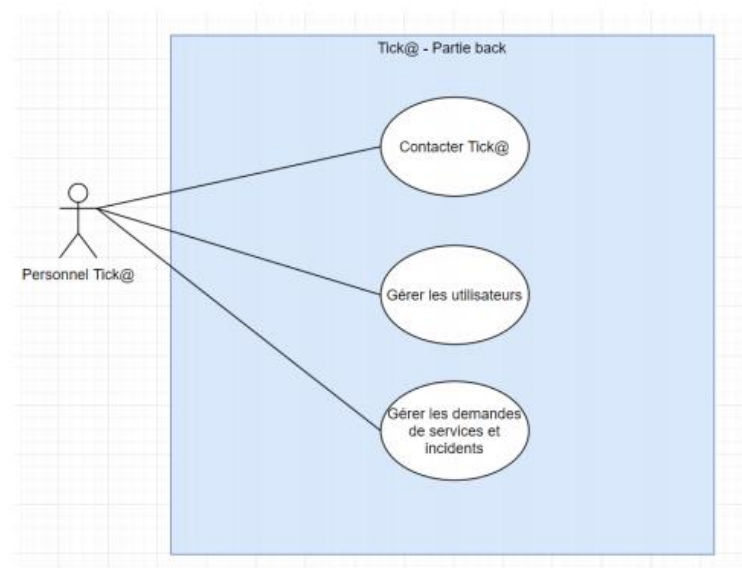 Tick@ - Partie back
Contacter Tick@
Personnel Tick@
Gérer les utilisateurs
Gérer les demandes
de services et
incidents